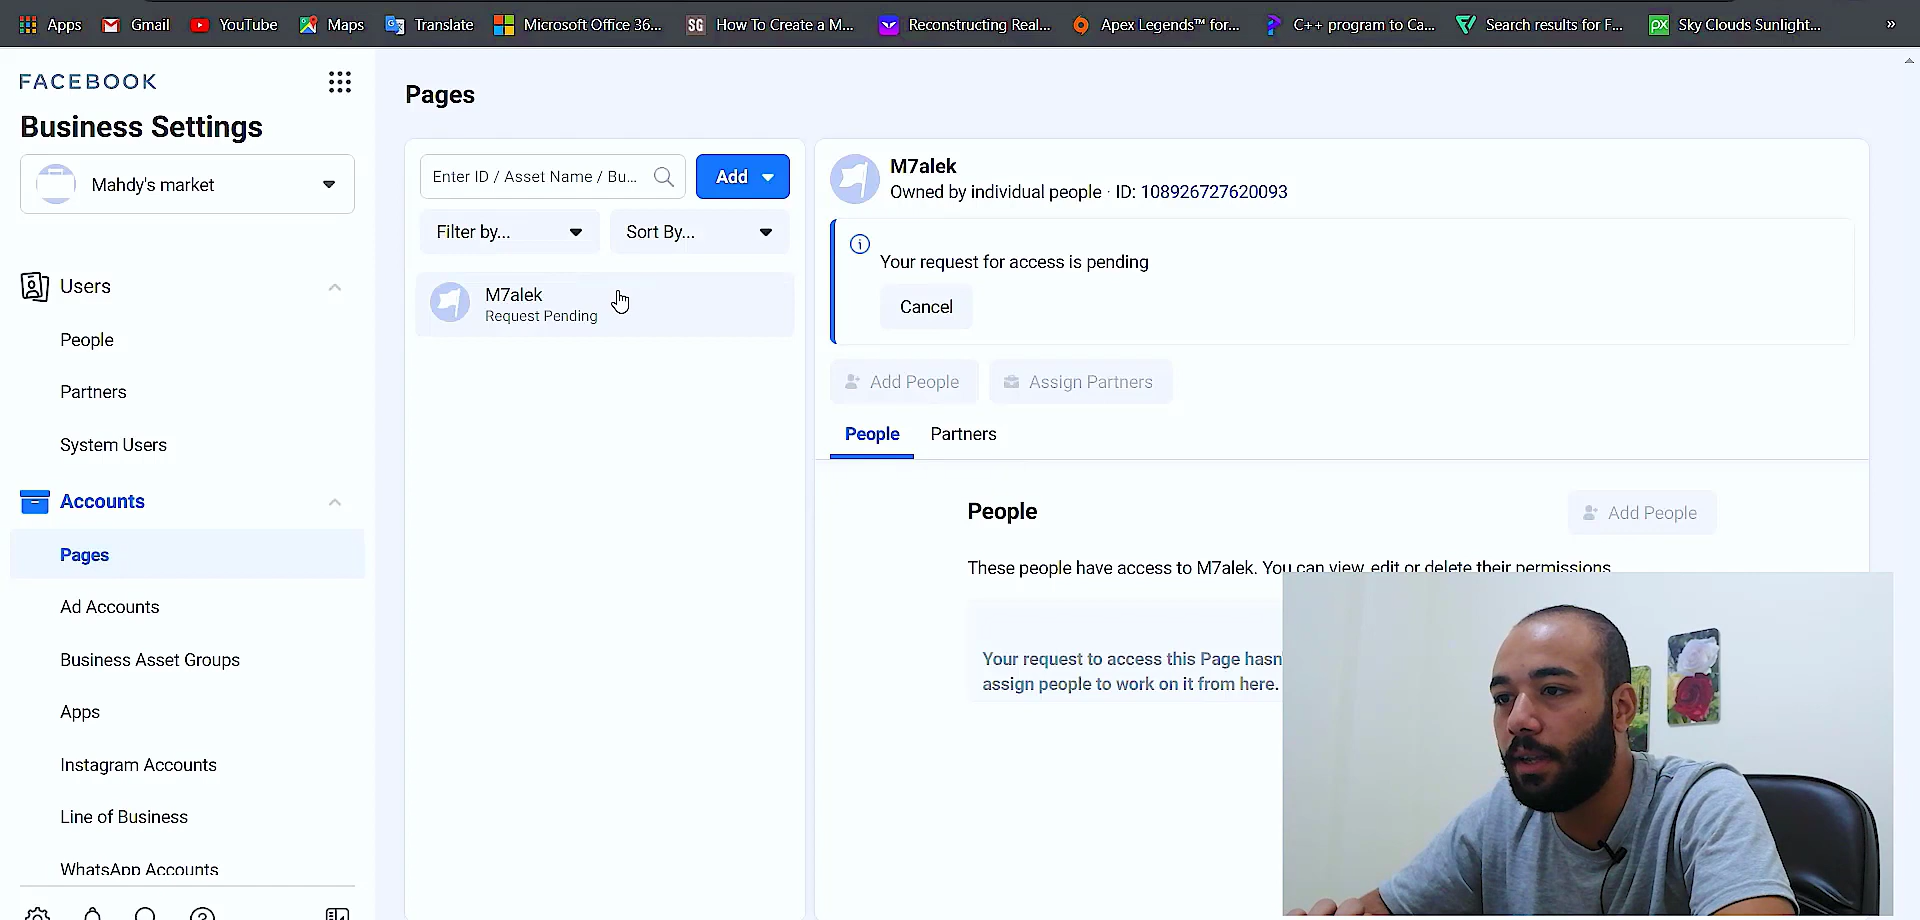 Apps
Gmail
YouTube
Maps
Translate
Microsoft Office 36...
SG
How To Create a M...
Reconstructing Real...
Apex Legends™ for...
C++ program to Ca...
Search results for F...
PX
Sky Clouds Sunlight...
»
FACEBOOK
Business Settings
Mahdy's market
Users
People
Partners
System Users
Accounts
Pages
Ad Accounts
Business Asset Groups
Apps
Instagram Accounts
Line of Business
WhatsApp Accounts
Pages
Enter ID / Asset Name / Bu...
Add
Filter by...
Sort By...
M7alek
Request Pending
M7alek
Owned by individual people · ID: 108926727620093
Your request for access is pending
Cancel
Add People
Assign Partners
People
Partners
People
Add People
These people have access to M7alek. You can view, edit or delete their permissions.
Your request to access this Page hasn'
assign people to work on it from here.